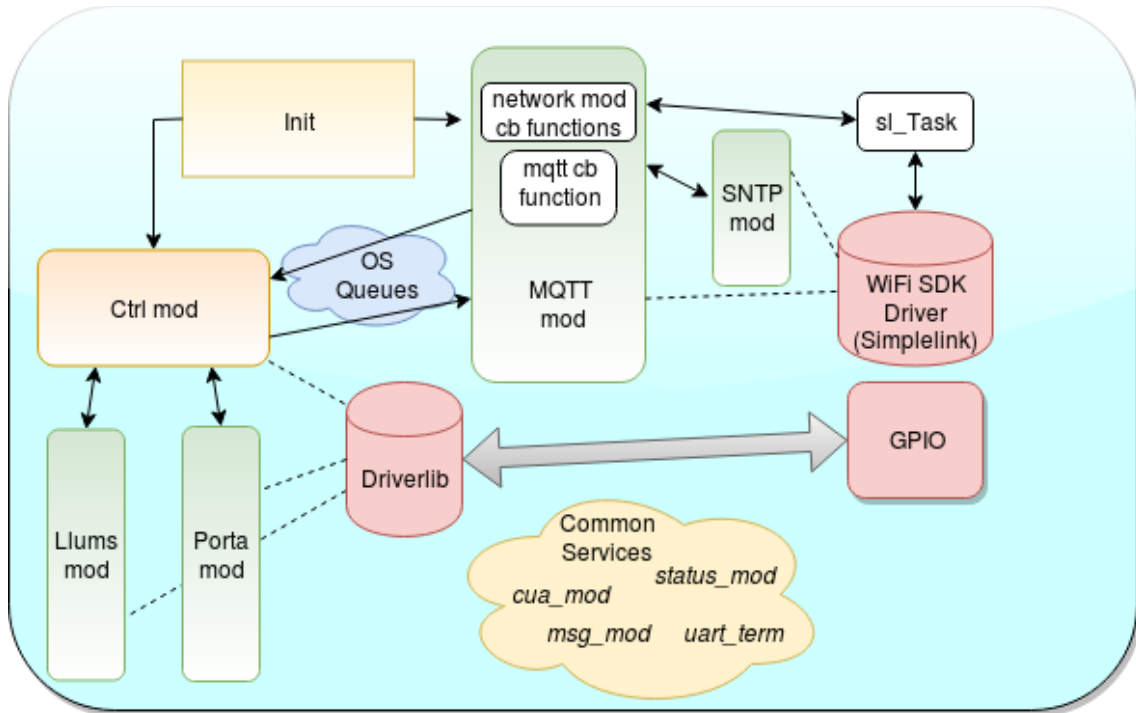 Init
network mod
cb functions
mqtt cb
function
sl_Task
SNTP
mod
OS
Queues
MQTT
mod
WiFi SDK
Driver
(Simplelink)
Ctrl mod
GPIO
Driverlib
Llums
mod
Porta
mod
Common
Services
status_mod
cua_mod
msg_mod
uart_term